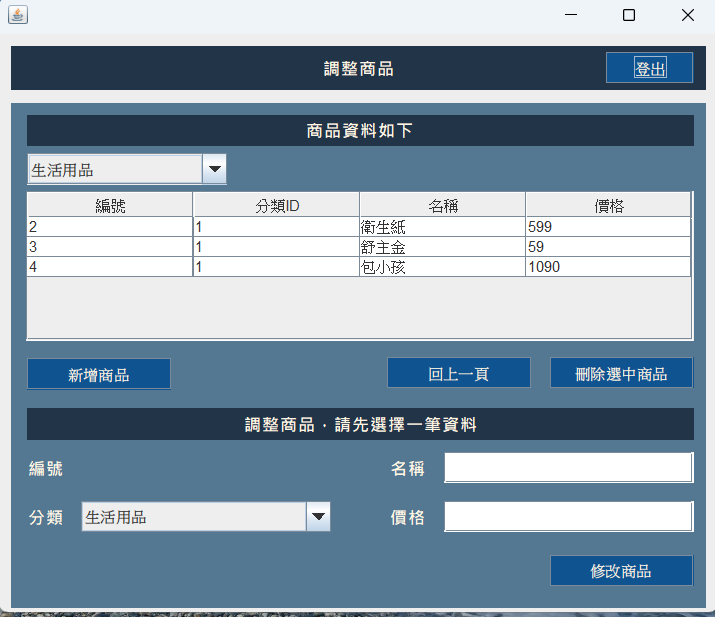 調整商品 登出
商品資料如下
生活用品
編號 分類ID 名稱 價格
2 1 衛生紙 599
3 1 舒主金 59
4 1 包小孩 1090
新增商品 回上一頁 刪除選中商品
調整商品，請先選擇一筆資料
編號 名稱
分類 生活用品 價格
修改商品